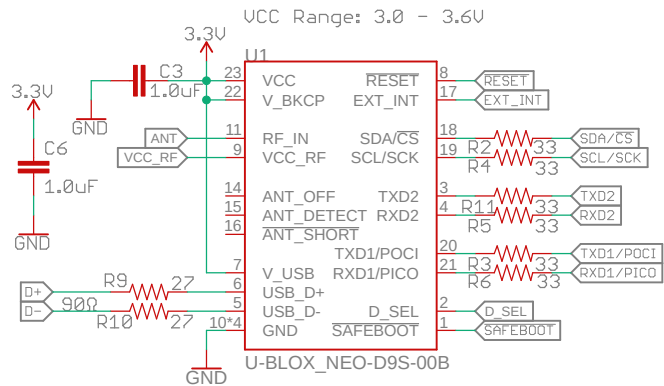 VCC Range: 3.0 - 3.6V
3.3V
U1
C3
1.0uF
GND
3.3V
C6
1.0uF
GND
23 VCC RESET 8 RESET
22 V_BKCP EXT_INT 17 EXT_INT
ANT 11 RF_IN SDA/CS 18 R2 33 SDA/CS
VCC_RF 9 VCC_RF SCL/SCK 19 R4 33 SCL/SCK
14 ANT_OFF TXD2 3 R11 33 TXD2
15 ANT_DETECT RXD2 4 R5 33 RXD2
16 ANT_SHORT
TXD1/POCI 20 R3 33 TXD1/POCI
7 V_USB RXD1/PICO 21 R6 33 RXD1/PICO
D+ R9 27 6 USB_D+
90Ω
D- R10 27 5 USB_D- D_SEL 2 D_SEL
10*4 GND SAFEBOOT 1 SAFEBOOT
GND
U-BLOX_NEO-D9S-00B